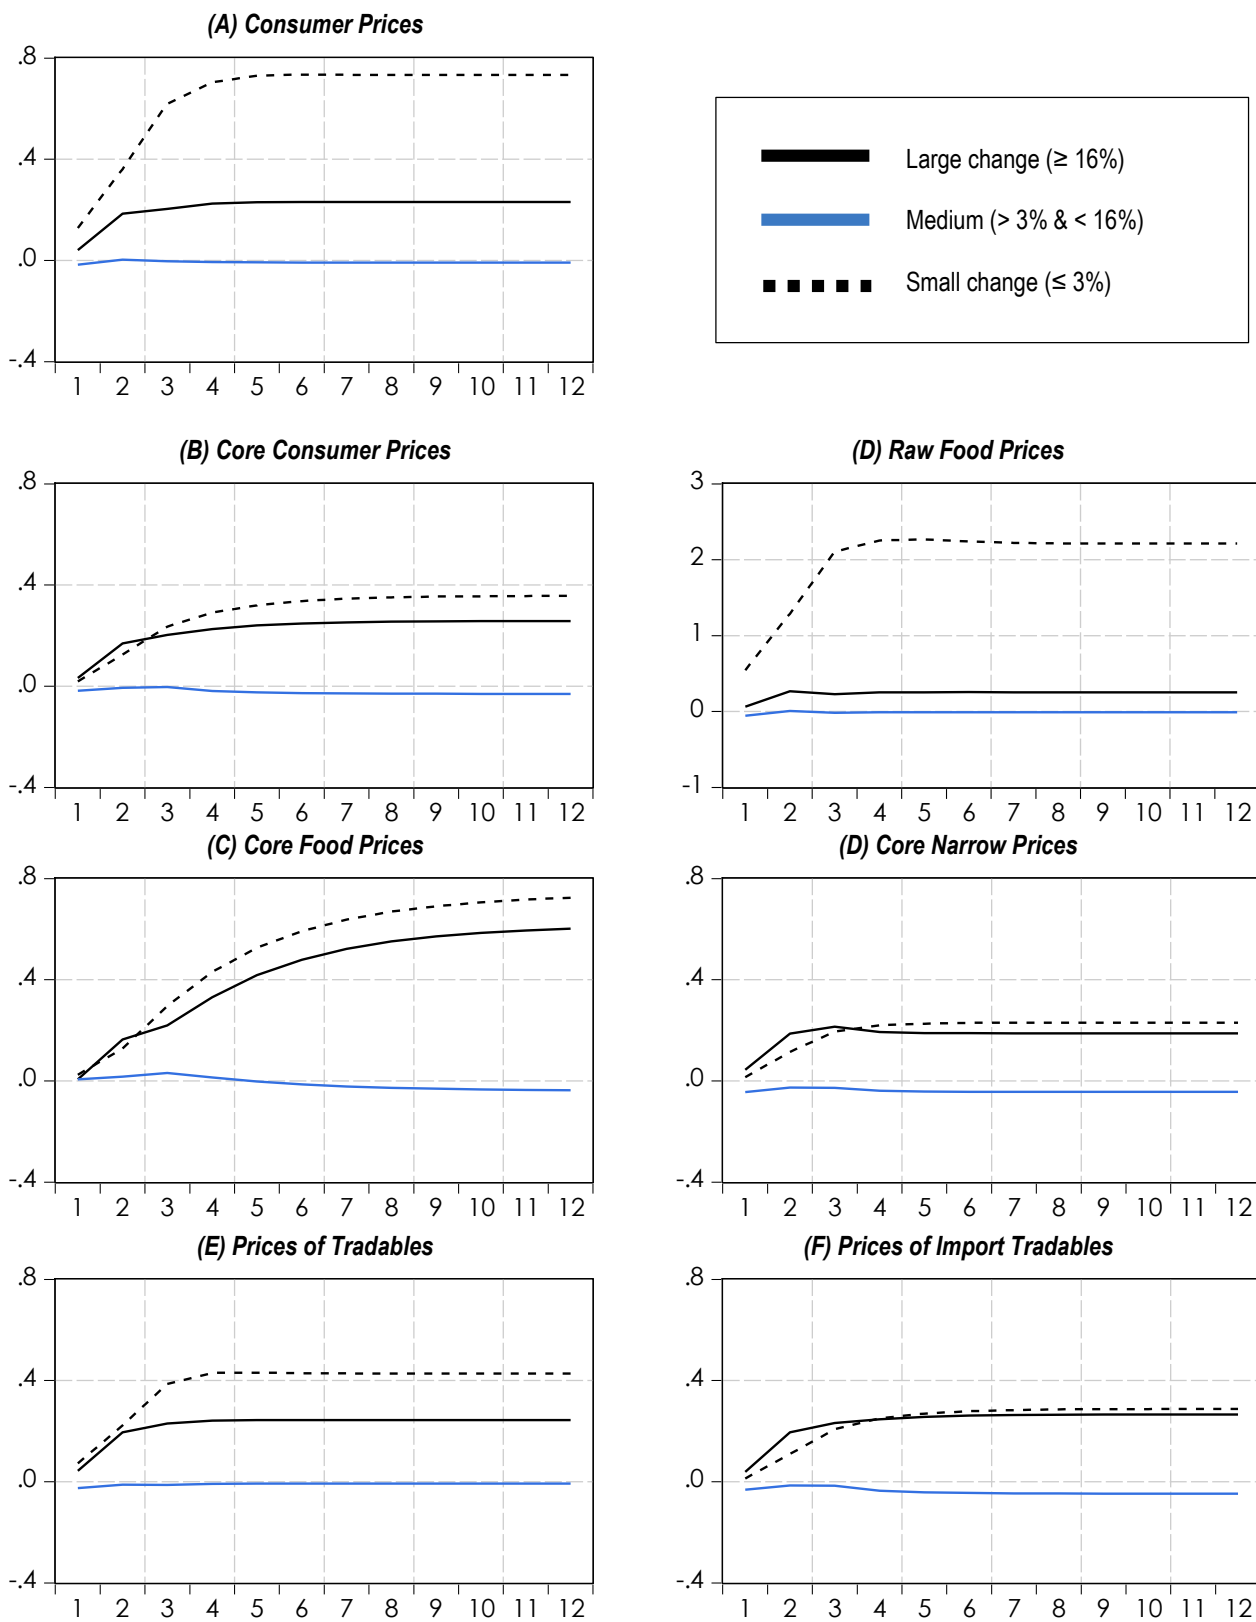 (A) Consumer Prices
.8
.4
.0
-.4
1 2 3 4 5 6 7 8 9 10 11 12
Large change (≥ 16%)
Medium (> 3% & < 16%)
Small change (≤ 3%)
(B) Core Consumer Prices
.8
.4
.0
-.4
1 2 3 4 5 6 7 8 9 10 11 12
(D) Raw Food Prices
3
2
1
0
-1
1 2 3 4 5 6 7 8 9 10 11 12
(C) Core Food Prices
.8
.4
.0
-.4
1 2 3 4 5 6 7 8 9 10 11 12
(D) Core Narrow Prices
.8
.4
.0
-.4
1 2 3 4 5 6 7 8 9 10 11 12
(E) Prices of Tradables
.8
.4
.0
-.4
1 2 3 4 5 6 7 8 9 10 11 12
(F) Prices of Import Tradables
.8
.4
.0
-.4
1 2 3 4 5 6 7 8 9 10 11 12